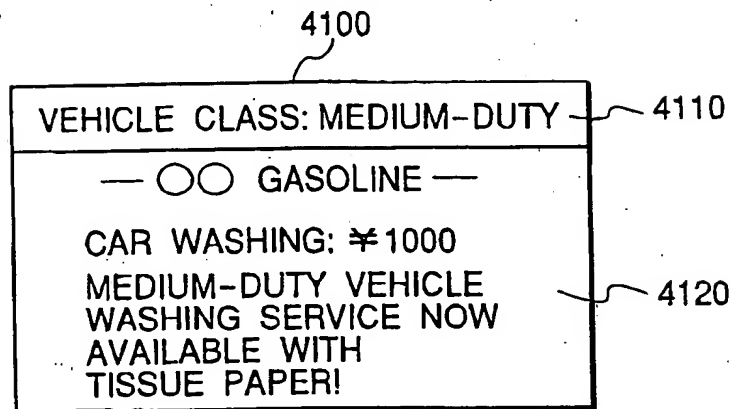 4100
VEHICLE CLASS: MEDIUM-DUTY
4110
— ○○ GASOLINE —
CAR WASHING: ¥1000
MEDIUM-DUTY VEHICLE
WASHING SERVICE NOW
AVAILABLE WITH
TISSUE PAPER!
4120